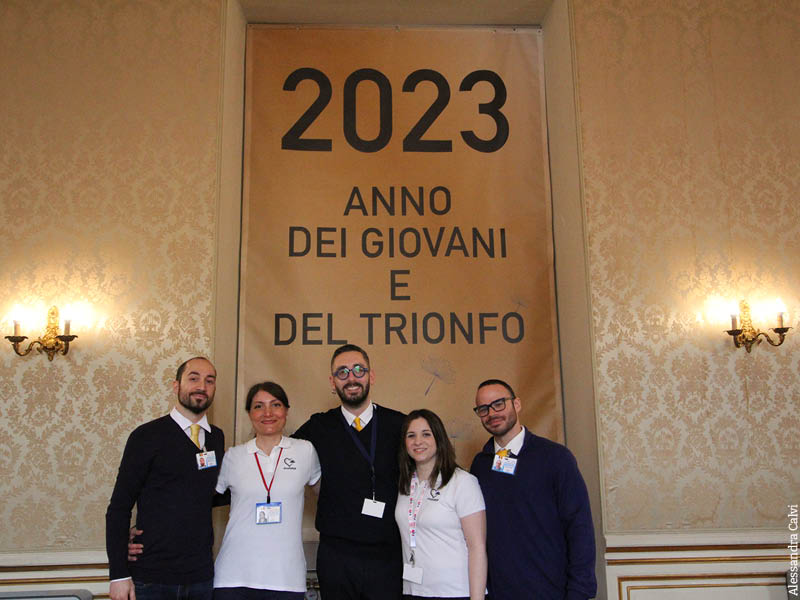 2023
ANNO
DEI GIOVANI
E
DEL TRIONFO
Alessandra Calvi